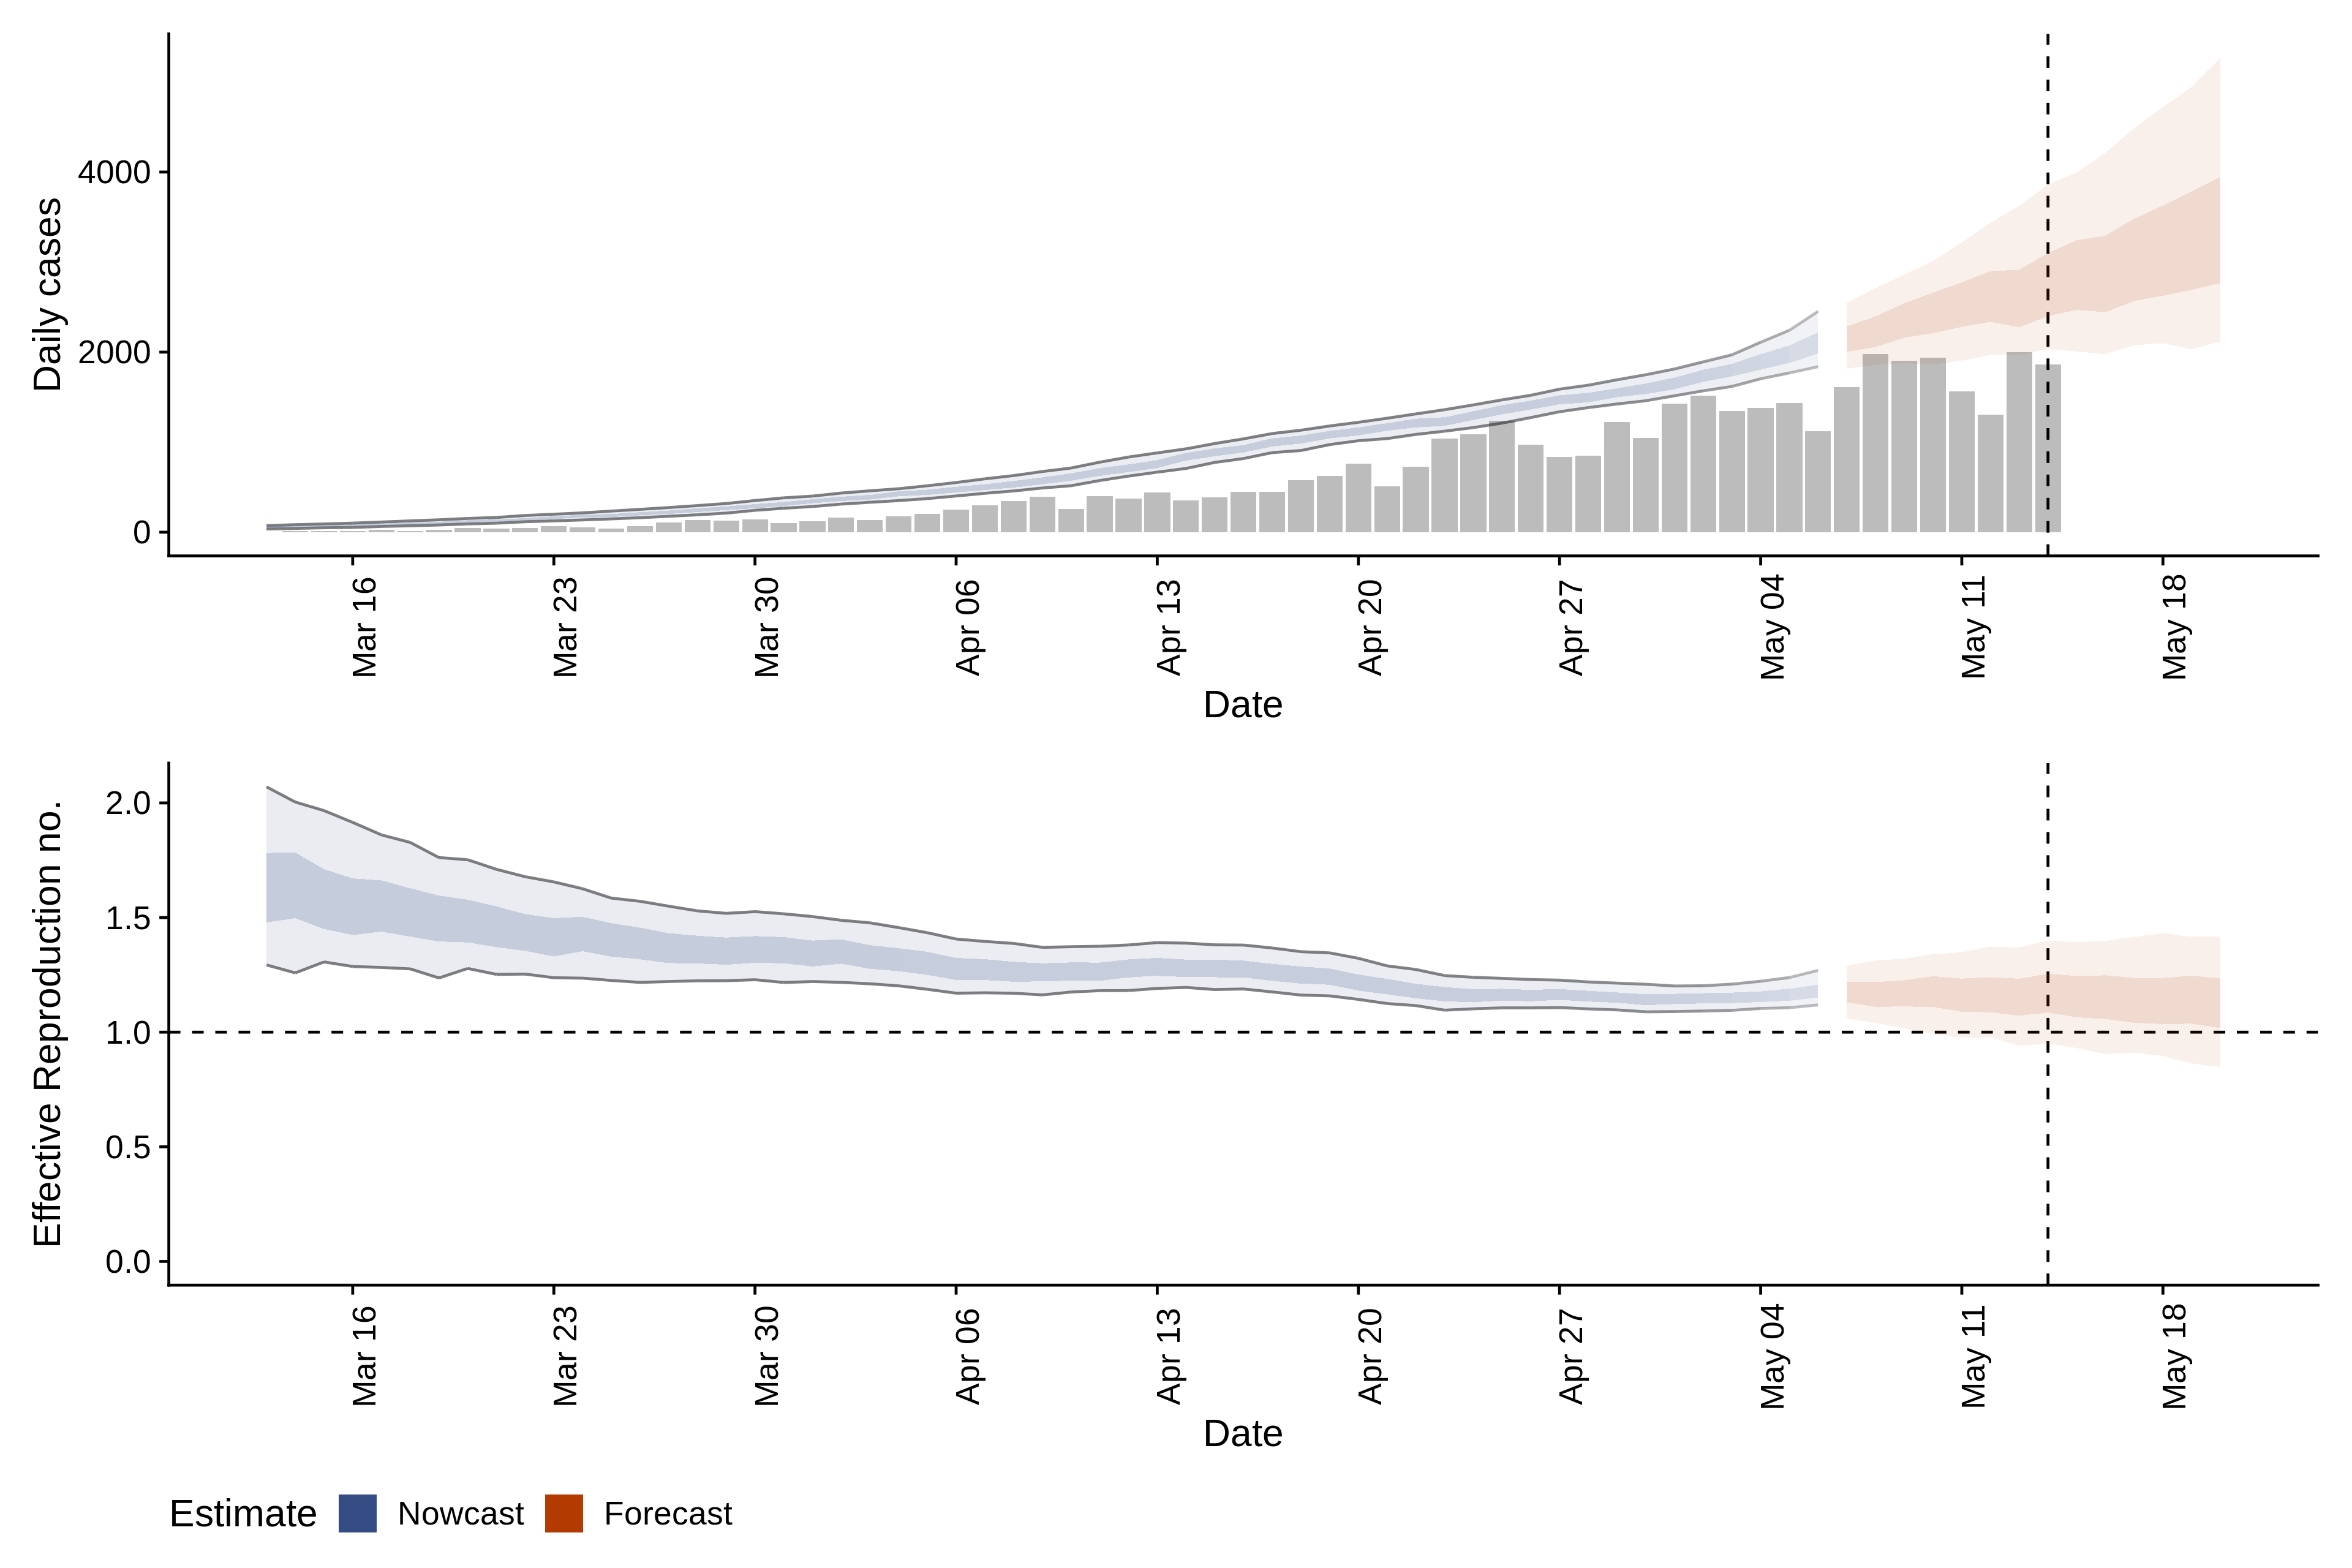 Daily cases
4000
2000
0
Mar 16
Mar 23
Mar 30
Apr 06
Apr 13
Apr 20
Apr 27
May 04
May 11
May 18
Date
Effective Reproduction no.
2.0
1.5
1.0
0.5
0.0
Mar 16
Mar 23
Mar 30
Apr 06
Apr 13
Apr 20
Apr 27
May 04
May 11
May 18
Date
Estimate Nowcast Forecast